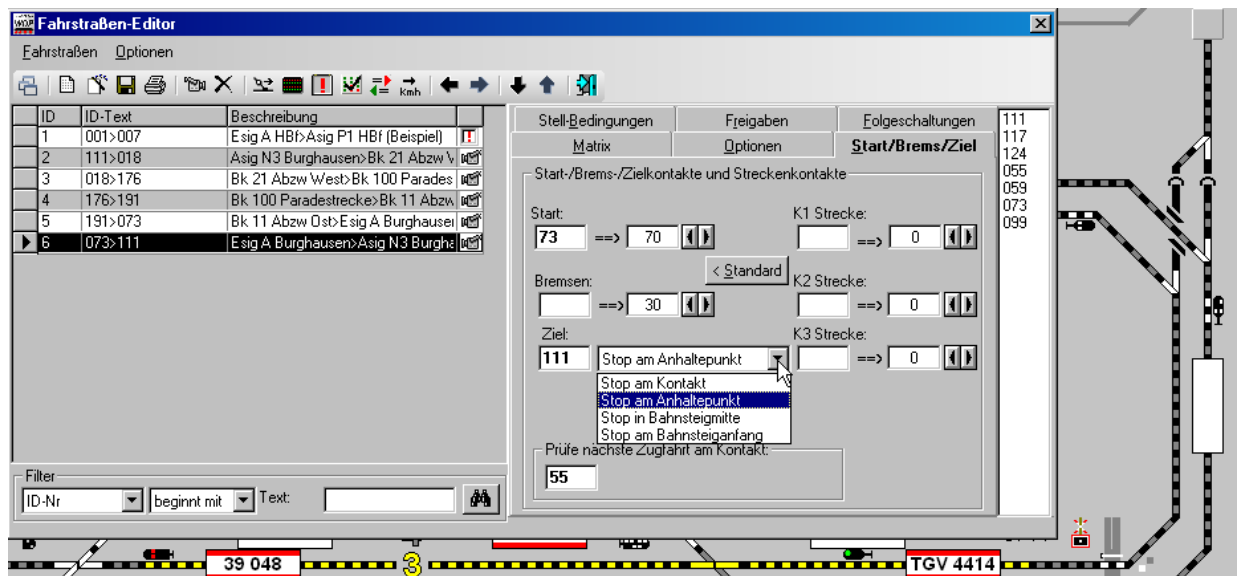 Fahrstraßen-Editor
Fahrstraßen Optionen
kmh
ID ID-Text Beschreibung
1 001>007 Esig A HBf>Asig P1 HBf (Beispiel)
2 111>018 Asig N3 Burghausen>Bk 21 Abzw
3 018>176 Bk 21 Abzw West>Bk 100 Parades
4 176>191 Bk 100 Paradestrecke>Bk 11 Abzw
5 191>073 Bk 11 Abzw Ost>Esig A Burghause
6 073>111 Esig A Burghausen>Asig N3 Burgha
Filter
ID-Nr beginnt mit Text:
Stell-Bedingungen Freigaben Folgeschaltungen
Matrix Optionen Start/Brems/Ziel
Start-/Brems-/Zielkontakte und Streckenkontakte
Start: K1 Strecke:
73 ==> 70 ==> 0
< Standard
Bremsen: K2 Strecke:
==> 30 ==> 0
Ziel: K3 Strecke:
111 Stop am Anhaltepunkt ==> 0
Stop am Kontakt
Stop am Anhaltepunkt
Stop in Bahnsteigmitte
Stop am Bahnsteiganfang
Prüfe nächste Zugfahrt am Kontakt:
55
111
117
124
055
059
073
099
39 048 3 TGV 4414